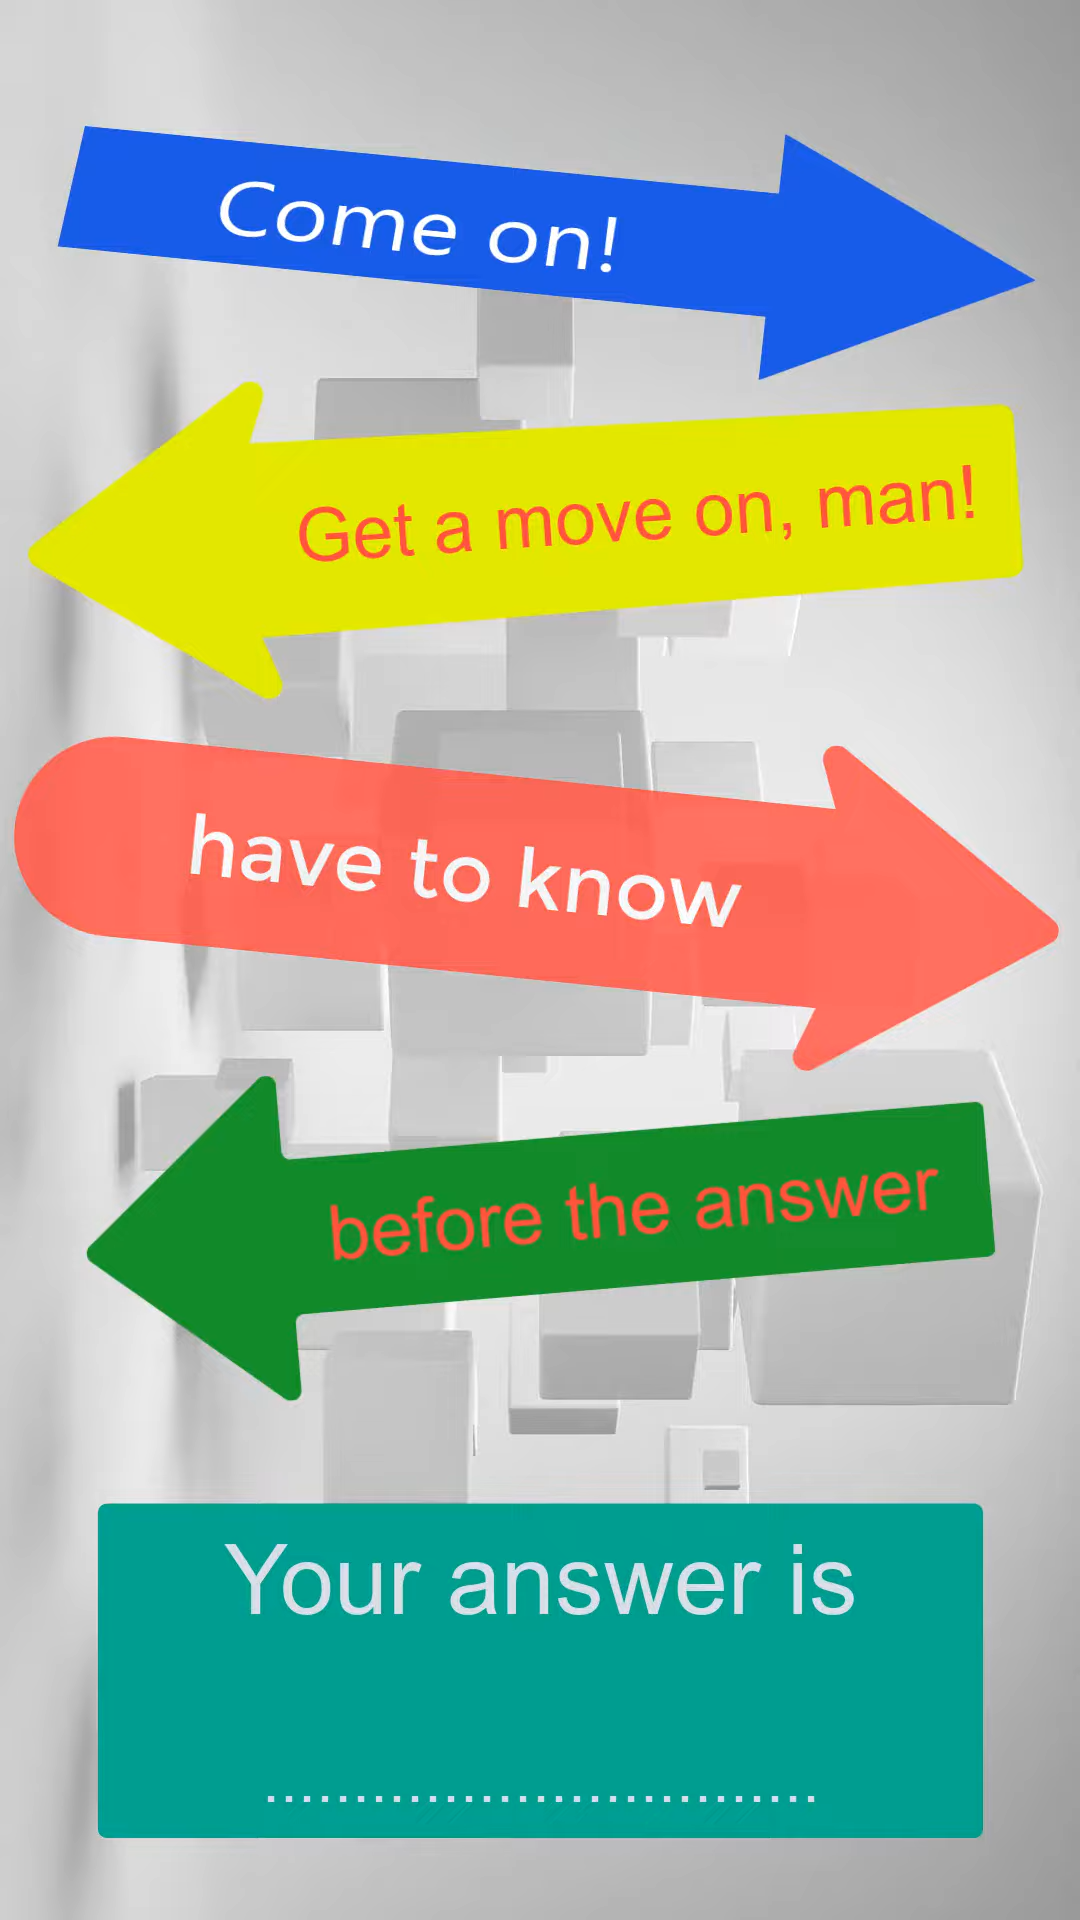 Come on!
Get a move on, man!
have to know
before the answer
Your answer is
...............................